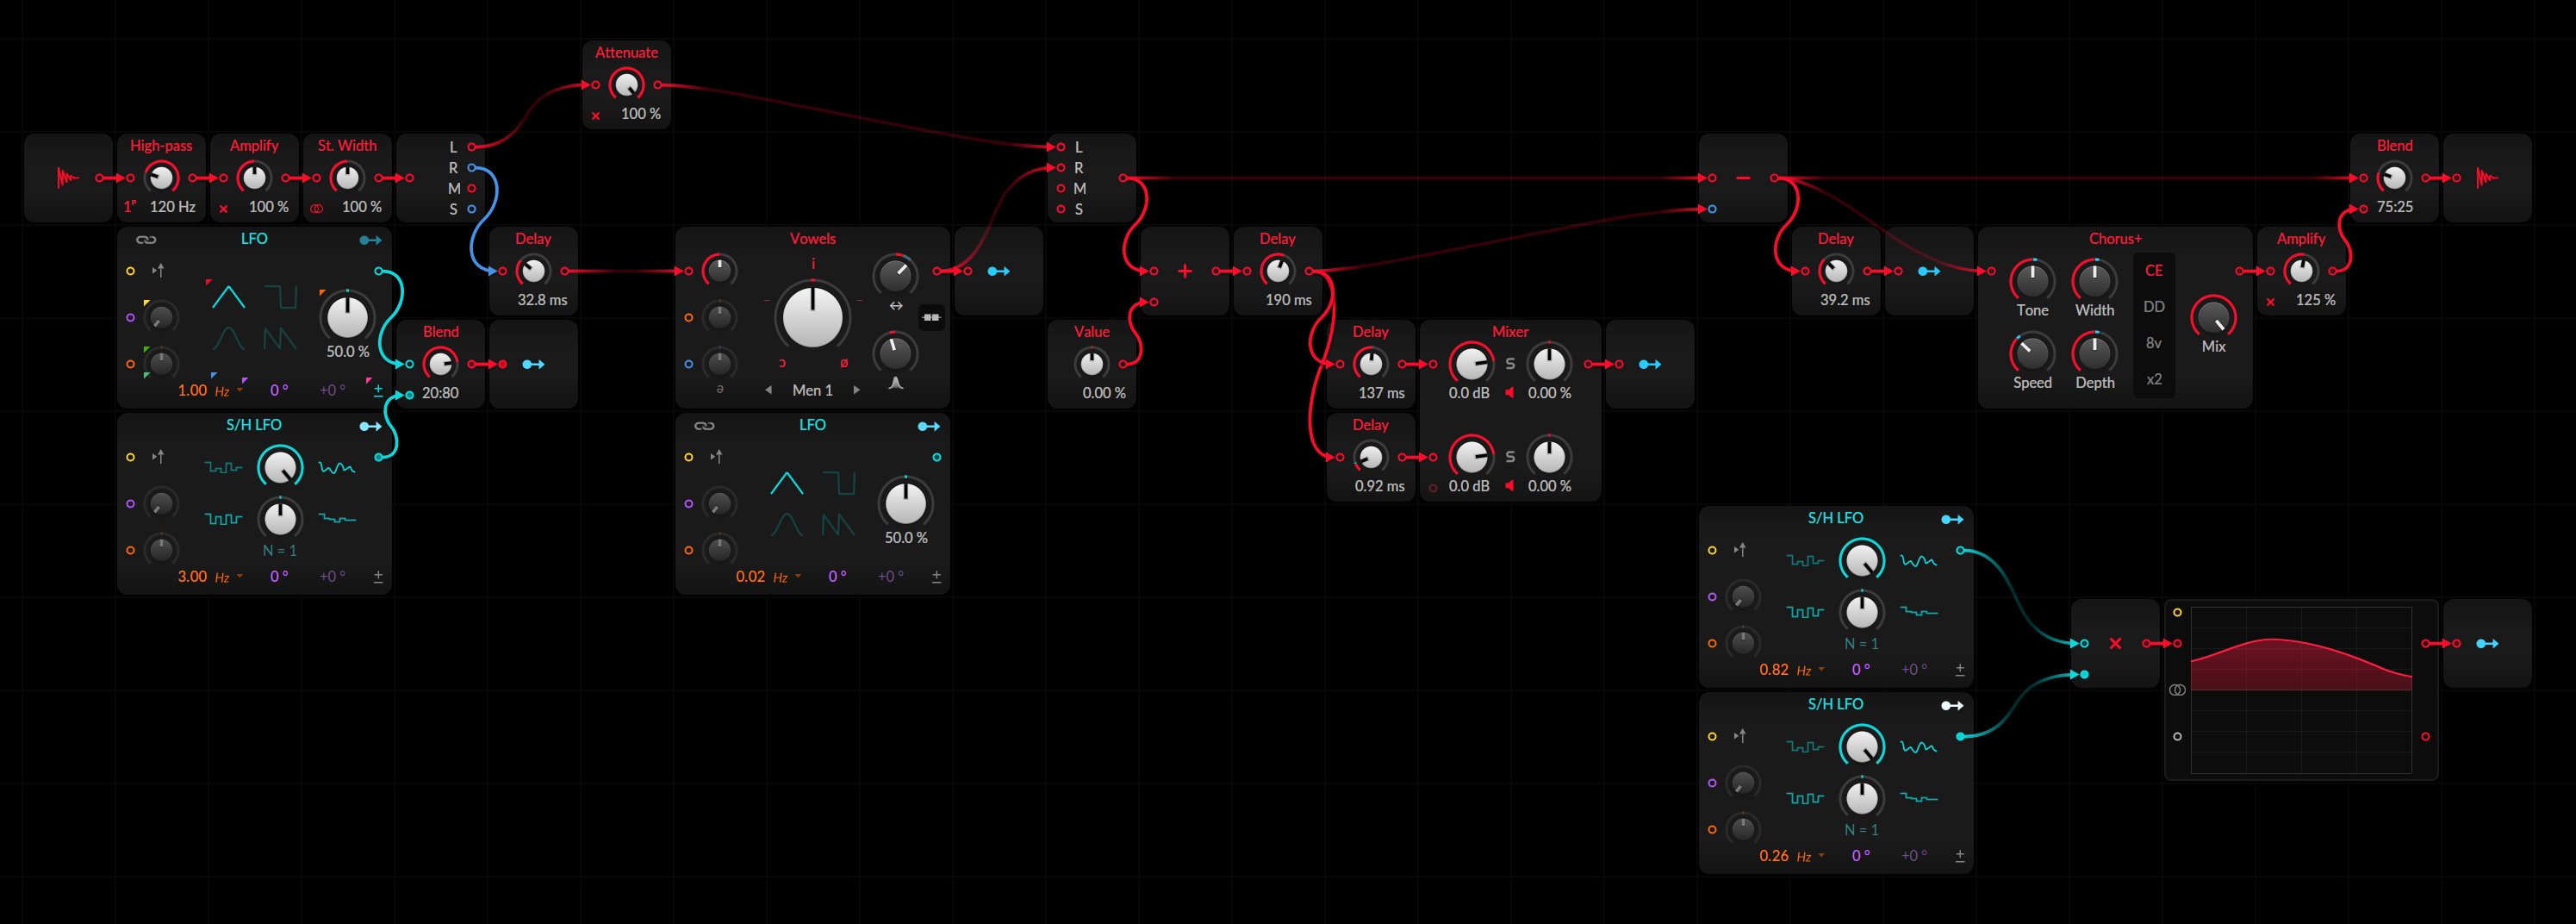 Attenuate
100 %
High-pass
Amplify
St. Width
L
R
M
S
120 Hz
100 %
100 %
L
R
M
S
Blend
75:25
LFO
50.0 %
1.00 Hz
0 °
+0 °
±
Delay
32.8 ms
Blend
20:80
Vowels
i
ɔ
ø
ə
Men 1
Value
0.00 %
+
Delay
190 ms
−
Delay
39.2 ms
Chorus+
Tone
Width
Speed
Depth
CE
DD
8v
x2
Mix
Amplify
125 %
Delay
137 ms
Mixer
0.0 dB
S
0.00 %
Delay
0.92 ms
0.0 dB
S
0.00 %
S/H LFO
N = 1
3.00 Hz
0 °
+0 °
±
LFO
50.0 %
0.02 Hz
0 °
+0 °
±
S/H LFO
N = 1
0.82 Hz
0 °
+0 °
±
S/H LFO
N = 1
0.26 Hz
0 °
+0 °
±